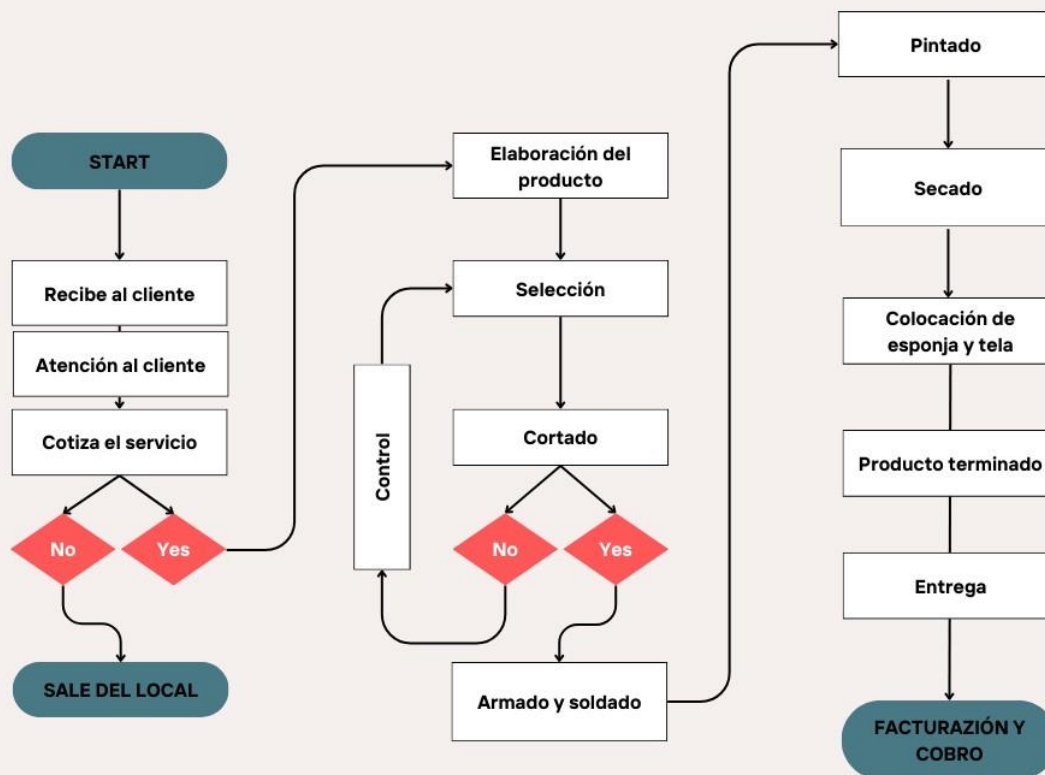 START
Recibe al cliente
Atención al cliente
Cotiza el servicio
No
Yes
SALE DEL LOCAL
Elaboración del
producto
Selección
Control
Cortado
No
Yes
Armado y soldado
Pintado
Secado
Colocación de
esponja y tela
Producto terminado
Entrega
FACTURAZIÓN Y
COBRO